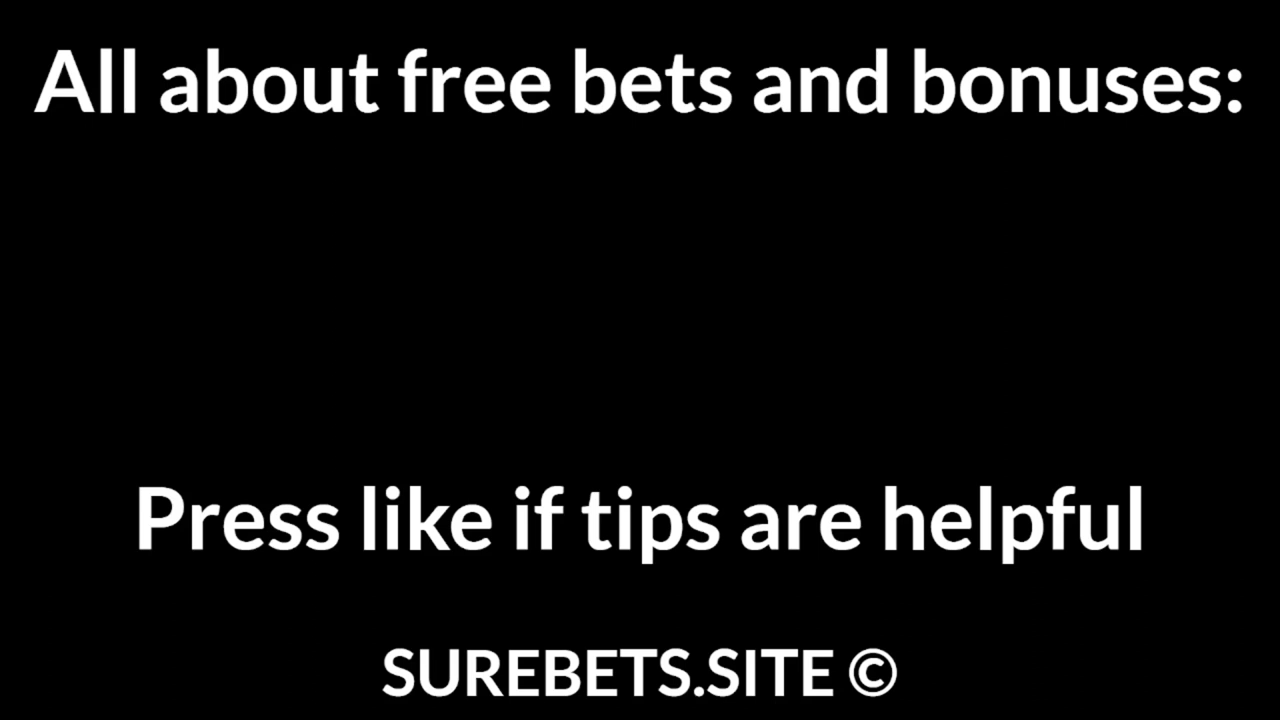 All about free bets and bonuses:
Press like if tips are helpful
SUREBETS.SITE ©